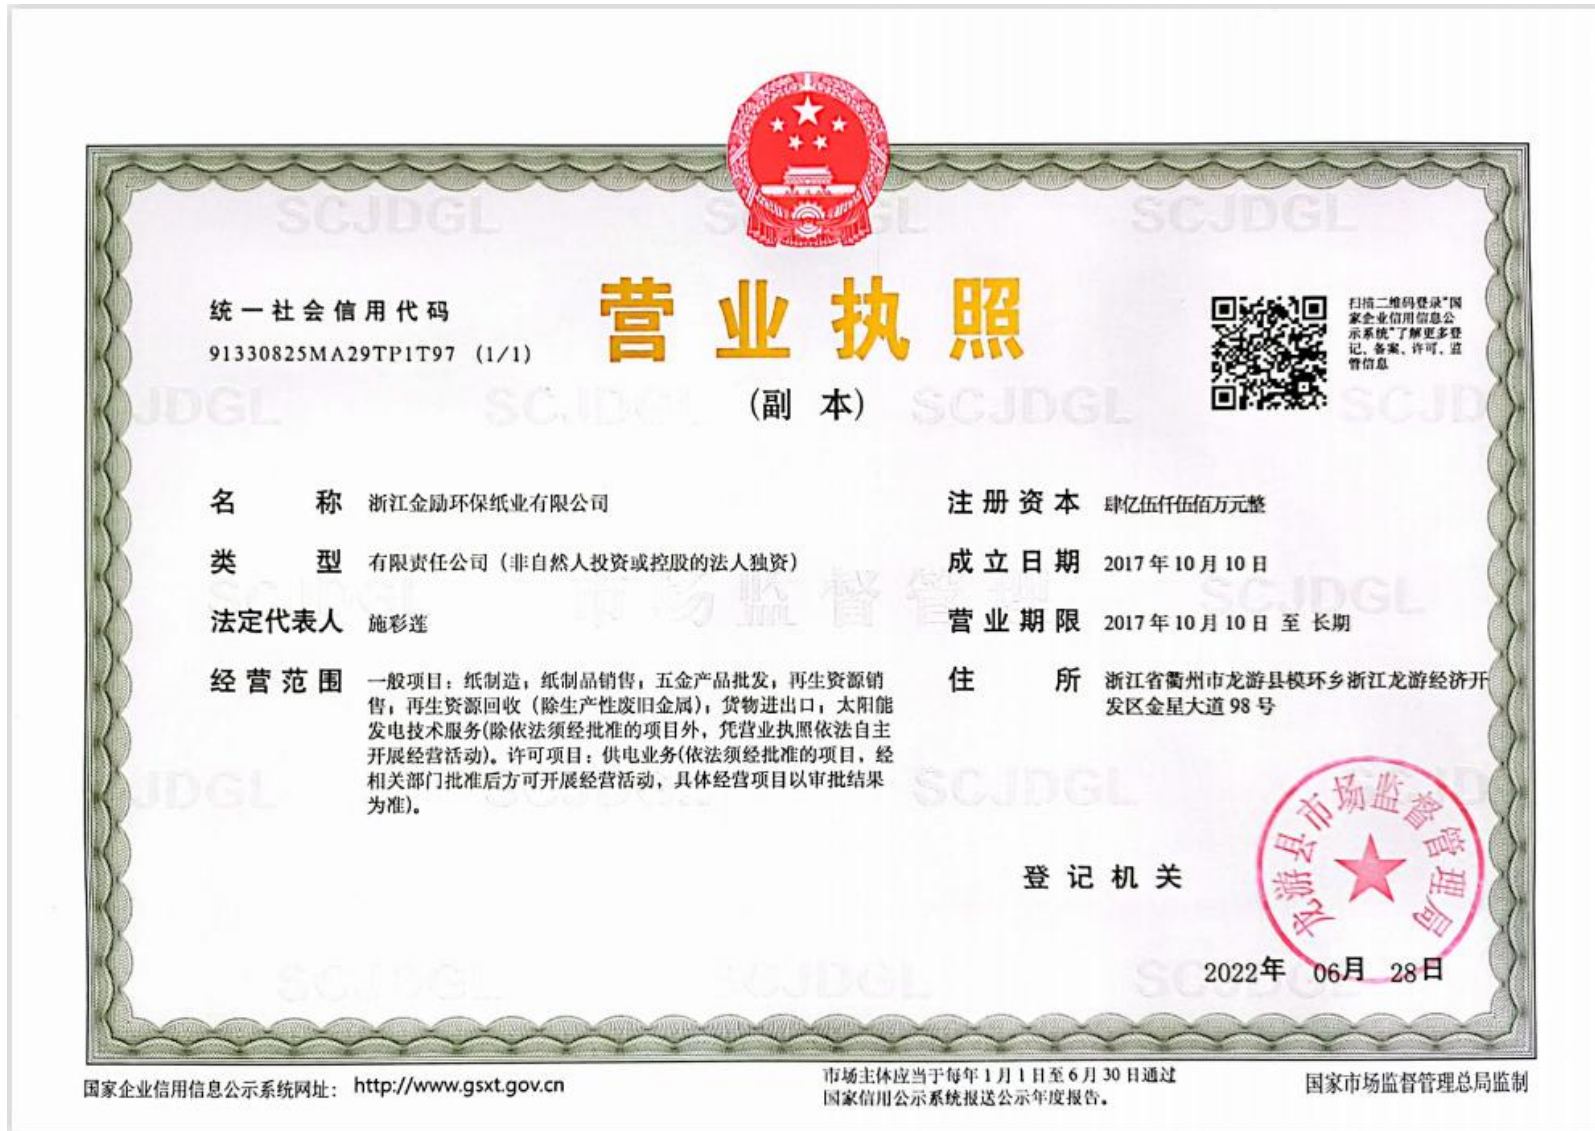 营业执照
(副 本)
统一社会信用代码
91330825MA29TP1T97 (1/1)
扫描二维码登录“国
家企业信用信息公
示系统”了解更多登
记、备案、许可、监
管信息
名 称 浙江金励环保纸业有限公司
类 型 有限责任公司（非自然人投资或控股的法人独资）
法定代表人 施彩莲
经营范围 一般项目：纸制造；纸制品销售；五金产品批发；再生资源销
售；再生资源回收（除生产性废旧金属）；货物进出口；太阳能
发电技术服务(除依法须经批准的项目外，凭营业执照依法自主
开展经营活动)。许可项目：供电业务(依法须经批准的项目，经
相关部门批准后方可开展经营活动，具体经营项目以审批结果
为准)。
注册资本 肆亿伍仟伍佰万元整
成立日期 2017年10月10日
营业期限 2017年10月10日 至 长期
住 所 浙江省衢州市龙游县模环乡浙江龙游经济开
发区金星大道98号
登记机关
龙游县市场监督管理局
2022年 06月 28日
国家企业信用信息公示系统网址： http://www.gsxt.gov.cn
市场主体应当于每年1月1日至6月30日通过
国家信用公示系统报送公示年度报告。
国家市场监督管理总局监制
SCJDGL
市场监督管理